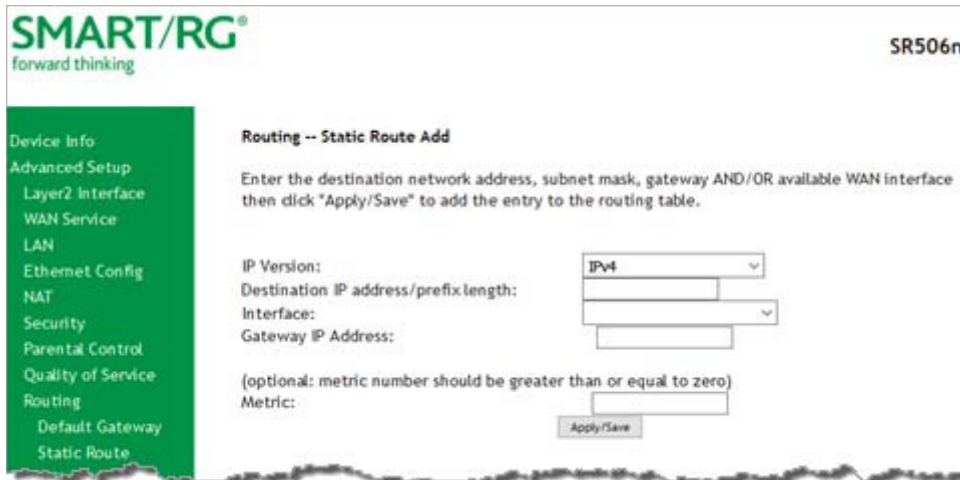 SMART/RG®
forward thinking
SR506n
Device Info
Advanced Setup
Layer2 Interface
WAN Service
LAN
Ethernet Config
NAT
Security
Parental Control
Quality of Service
Routing
Default Gateway
Static Route
Routing -- Static Route Add
Enter the destination network address, subnet mask, gateway AND/OR available WAN interface
then click "Apply/Save" to add the entry to the routing table.
IP Version: IPv4
Destination IP address/prefix length:
Interface:
Gateway IP Address:
(optional: metric number should be greater than or equal to zero)
Metric:
Apply/Save